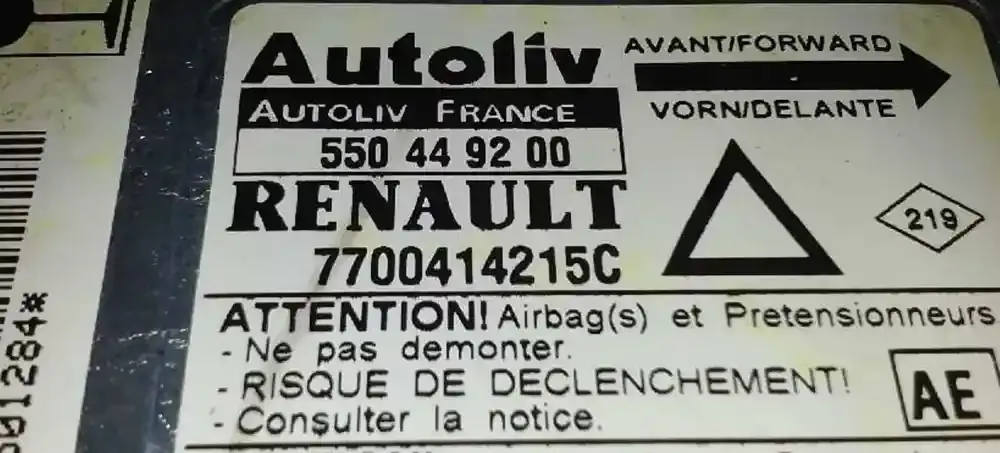 Autoliv
AUTOLIV FRANCE
550 44 92 00
RENAULT
7700414215C
AVANT/FORWARD
VORN/DELANTE
219
ATTENTION! Airbag(s) et Pretensionneurs
- Ne pas demonter.
- RISQUE DE DECLENCHEMENT!
- Consulter la notice.
AE
01284*